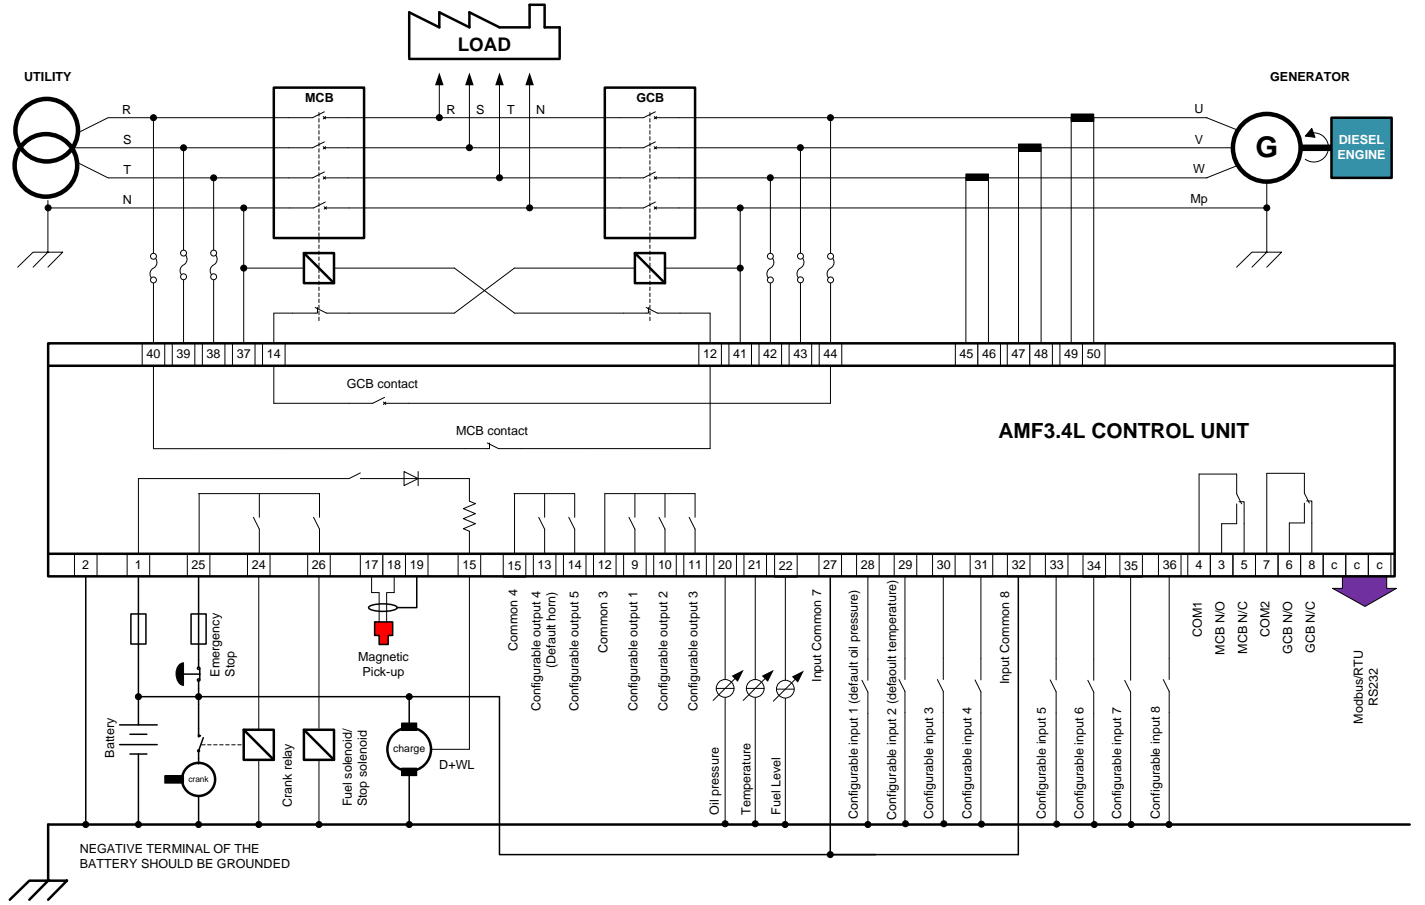 LOAD
UTILITY
MCB
GCB
GENERATOR
R
R S T N
U
S
V
T
W
N
Mp
G
DIESEL
ENGINE
40 39 38 37 14 12 41 42 43 44 45 46 47 48 49 50
GCB contact
MCB contact
AMF3.4L CONTROL UNIT
2 1 25 24 26 17 18 19 15 15 13 14 12 9 10 11 20 21 22 27 28 29 30 31 32 33 34 35 36 4 3 5 7 6 8 c c c
Emergency
Stop
Magnetic
Pick-up
Common 4
Configurable output 4
(Default horn)
Configurable output 5
Common 3
Configurable output 1
Configurable output 2
Configurable output 3
Input Common 7
Configurable input 1 (default oil pressure)
Configurable input 2 (defaoult temperature)
Configurable input 3
Configurable input 4
Input Common 8
Configurable input 5
Configurable input 6
Configurable input 7
Configurable input 8
COM1
MCB N/O
MCB N/C
COM2
GCB N/O
GCB N/C
Modbus/RTU
RS232
Battery
crank
Crank relay
Fuel solenoid/
Stop solenoid
charge
D+WL
Oil pressure
Temperature
Fuel Level
NEGATIVE TERMINAL OF THE
BATTERY SHOULD BE GROUNDED